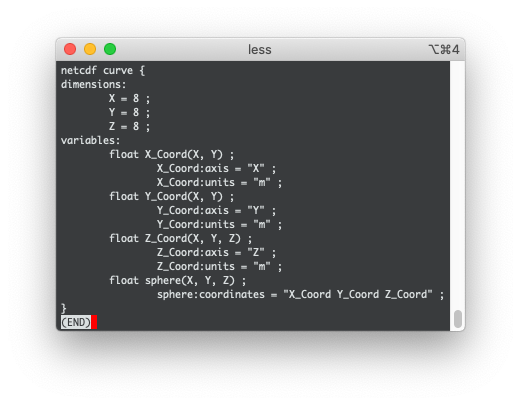 less
⌥⌘4
netcdf curve {
dimensions:
        X = 8 ;
        Y = 8 ;
        Z = 8 ;
variables:
        float X_Coord(X, Y) ;
                X_Coord:axis = "X" ;
                X_Coord:units = "m" ;
        float Y_Coord(X, Y) ;
                Y_Coord:axis = "Y" ;
                Y_Coord:units = "m" ;
        float Z_Coord(X, Y, Z) ;
                Z_Coord:axis = "Z" ;
                Z_Coord:units = "m" ;
        float sphere(X, Y, Z) ;
                sphere:coordinates = "X_Coord Y_Coord Z_Coord" ;
}
(END)